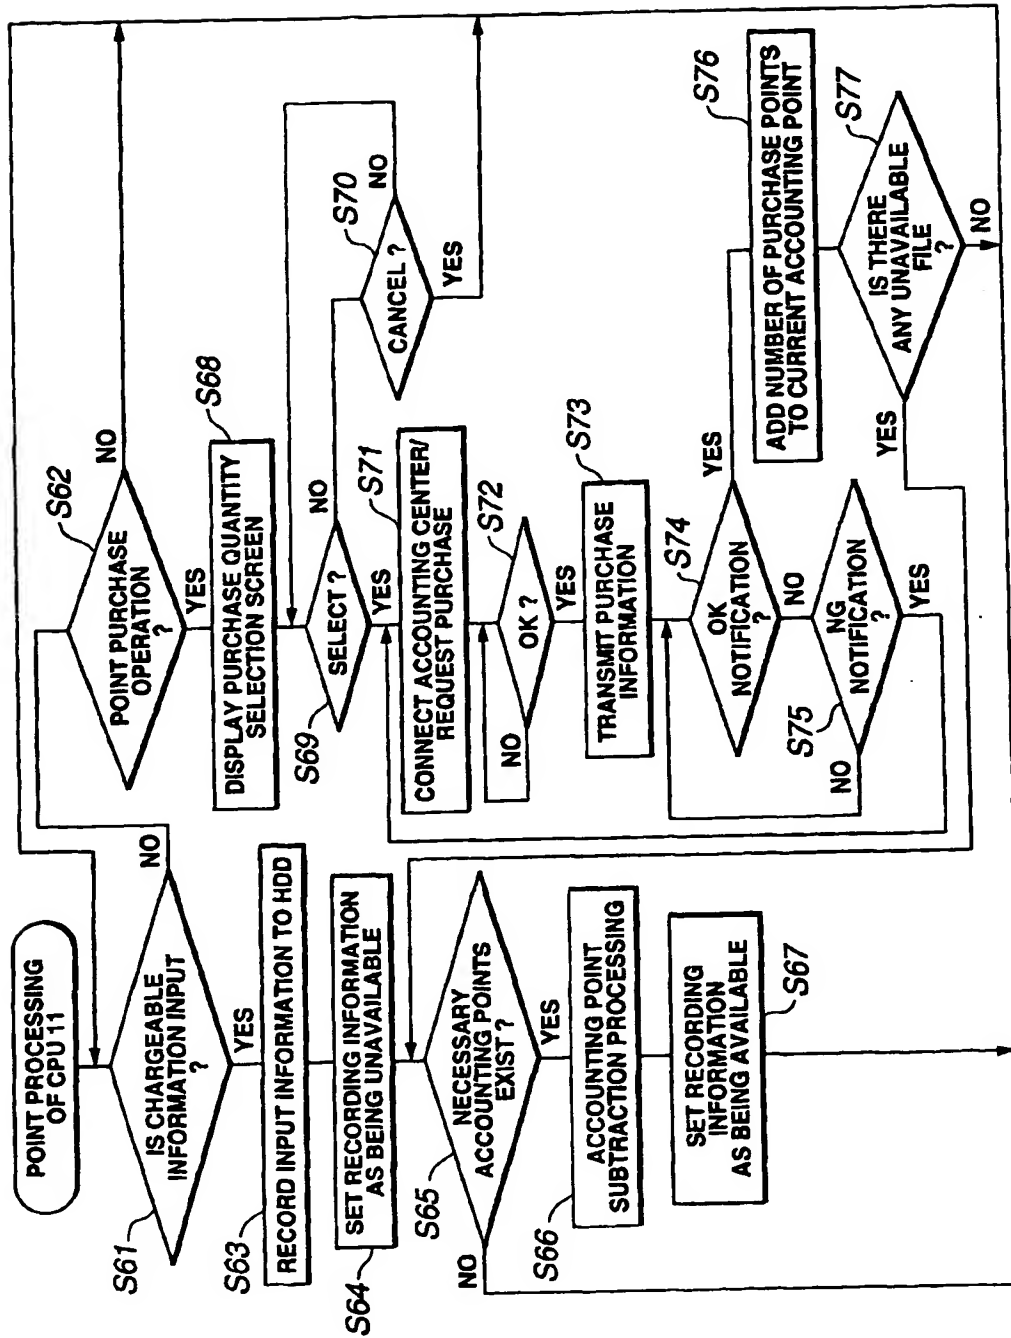 POINT PROCESSING
OF CPU 11
S61
IS CHARGEABLE
INFORMATION INPUT
?
NO
YES
S63
RECORD INPUT INFORMATION TO HDD
S64
SET RECORDING INFORMATION
AS BEING UNAVAILABLE
S65
NECESSARY
ACCOUNTING POINTS
EXIST ?
NO
YES
S66
ACCOUNTING POINT
SUBTRACTION PROCESSING
S67
SET RECORDING
INFORMATION
AS BEING AVAILABLE
S62
POINT PURCHASE
OPERATION
?
NO
YES
S68
DISPLAY PURCHASE QUANTITY
SELECTION SCREEN
S69
SELECT ?
NO
YES
S70
CANCEL ?
NO
YES
S71
CONNECT ACCOUNTING CENTER/
REQUEST PURCHASE
S72
OK ?
NO
YES
S73
TRANSMIT PURCHASE
INFORMATION
S74
OK
NOTIFICATION
?
YES
NO
S75
NG
NOTIFICATION
?
NO
YES
S76
ADD NUMBER OF PURCHASE POINTS
TO CURRENT ACCOUNTING POINT
S77
IS THERE
ANY UNAVAILABLE
FILE
?
YES
NO